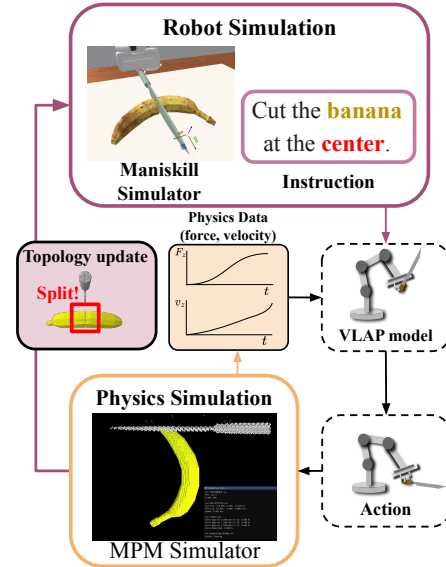 Robot Simulation
Cut the banana
at the center.
Maniskill
Simulator
Instruction
Physics Data
(force, velocity)
Topology update
Split!
F_z
t
v_z
t
VLAP model
Physics Simulation
MPM Simulator
Action